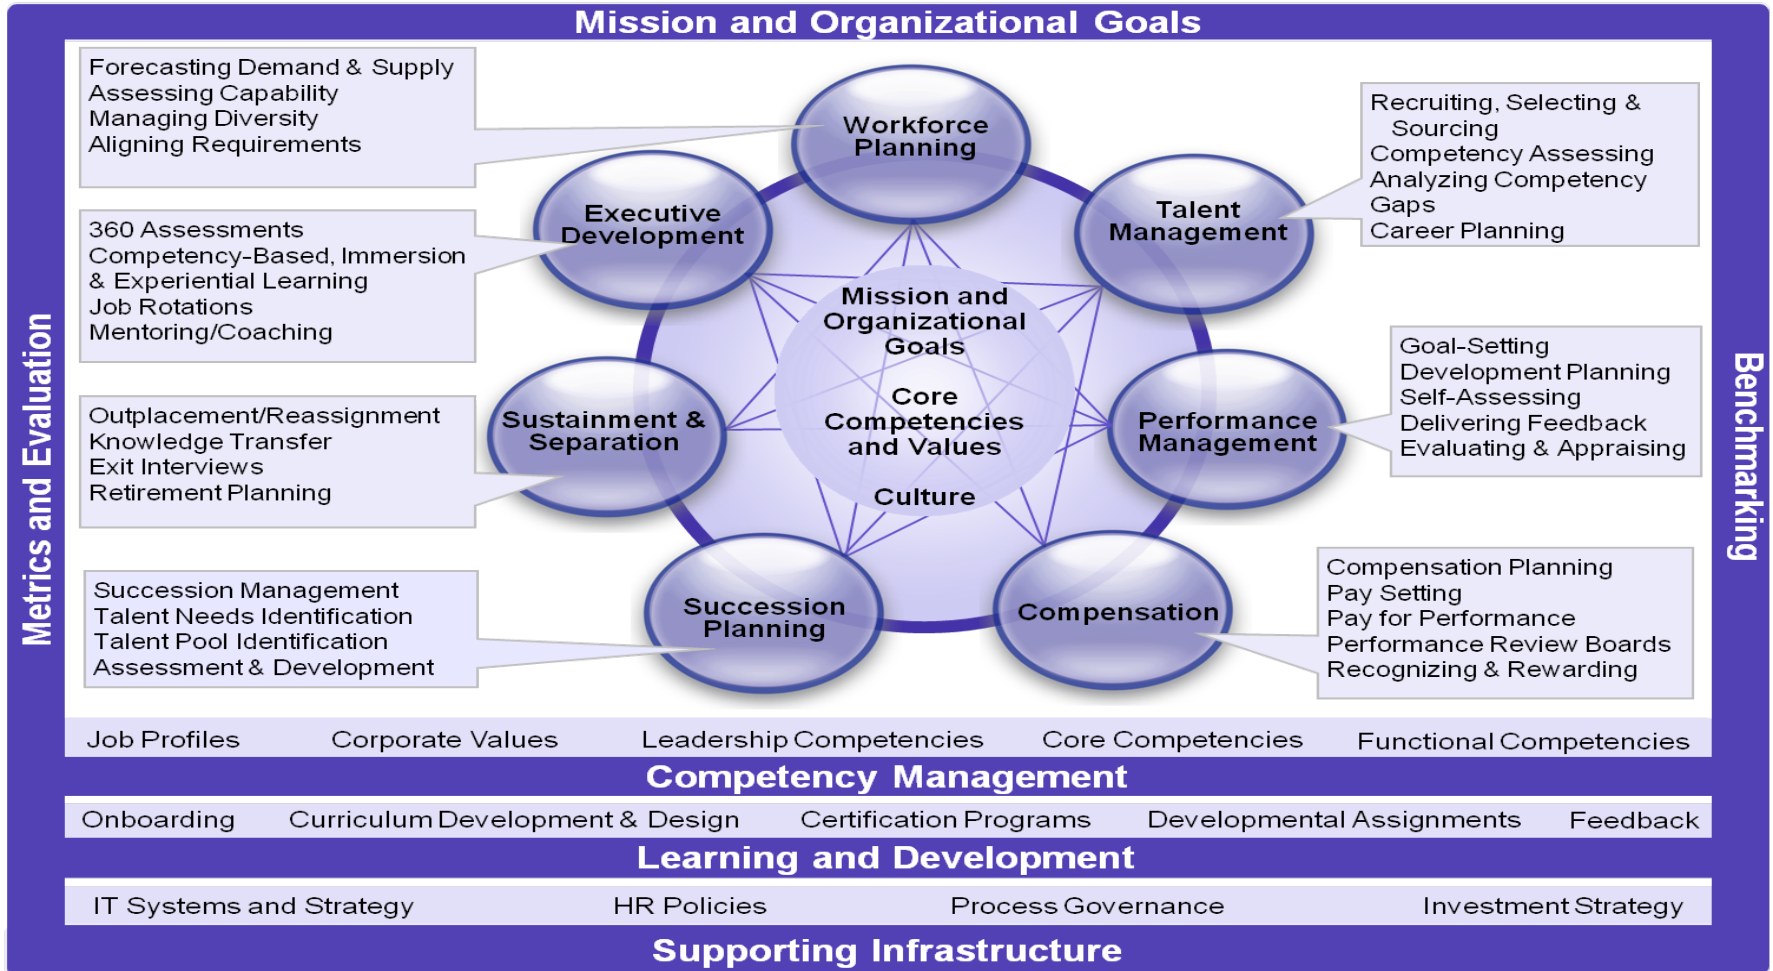 Mission and Organizational Goals
Forecasting Demand & Supply
Assessing Capability
Managing Diversity
Aligning Requirements
Workforce
Planning
Recruiting, Selecting &
Sourcing
Competency Assessing
Analyzing Competency
Gaps
Career Planning
Talent
Management
Executive
Development
360 Assessments
Competency-Based, Immersion
& Experiential Learning
Job Rotations
Mentoring/Coaching
Mission and
Organizational
Goals
Core
Competencies
and Values
Culture
Goal-Setting
Development Planning
Self-Assessing
Delivering Feedback
Evaluating & Appraising
Performance
Management
Sustainment &
Separation
Outplacement/Reassignment
Knowledge Transfer
Exit Interviews
Retirement Planning
Metrics and Evaluation
Benchmarking
Succession Management
Talent Needs Identification
Talent Pool Identification
Assessment & Development
Succession
Planning
Compensation
Compensation Planning
Pay Setting
Pay for Performance
Performance Review Boards
Recognizing & Rewarding
Job Profiles Corporate Values Leadership Competencies Core Competencies Functional Competencies
Competency Management
Onboarding Curriculum Development & Design Certification Programs Developmental Assignments Feedback
Learning and Development
IT Systems and Strategy HR Policies Process Governance Investment Strategy
Supporting Infrastructure